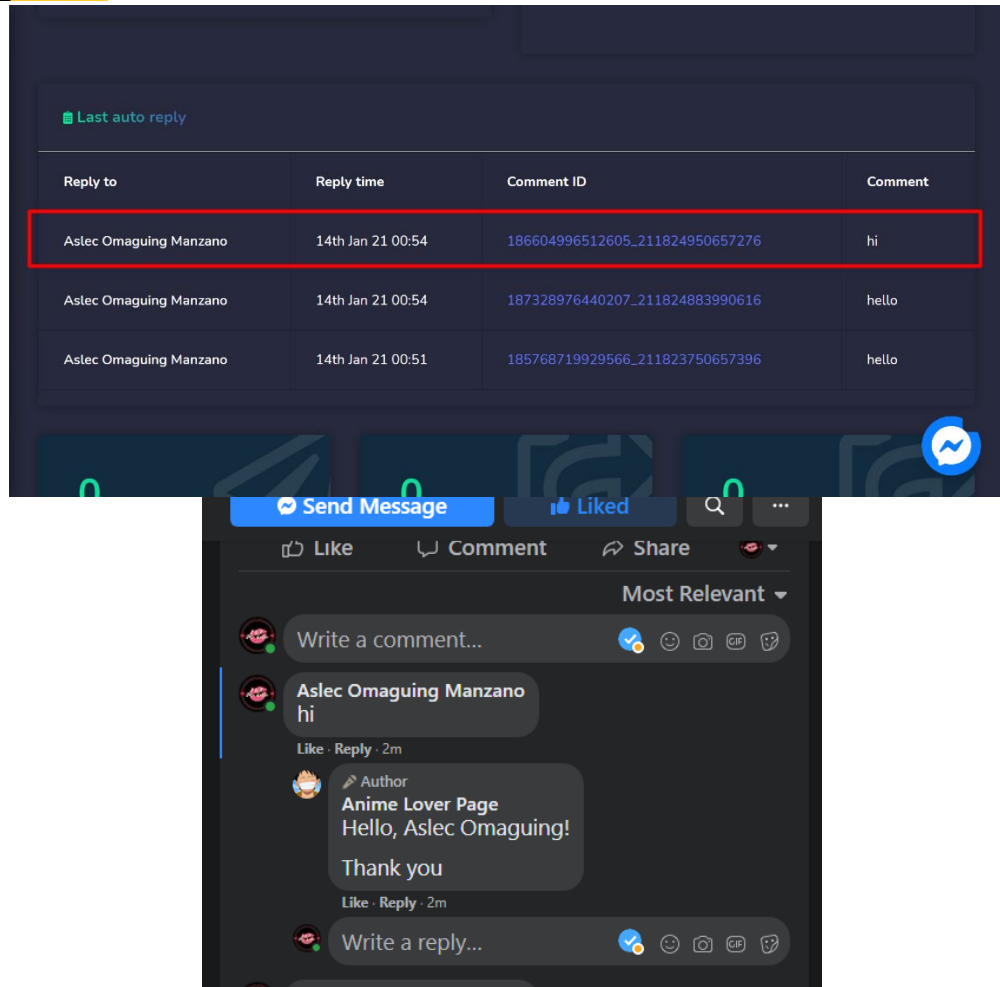 Last auto reply
Reply to Reply time Comment ID Comment
Aslec Omaguing Manzano 14th Jan 21 00:54 186604996512605_211824950657276 hi
Aslec Omaguing Manzano 14th Jan 21 00:54 187328976440207_211824883990616 hello
Aslec Omaguing Manzano 14th Jan 21 00:51 185768719929566_211823750657396 hello
0 0 0
Send Message Liked ...
Like Comment Share
Most Relevant
Write a comment... GIF
Aslec Omaguing Manzano
hi
Like · Reply · 2m
Author
Anime Lover Page
Hello, Aslec Omaguing!
Thank you
Like · Reply · 2m
Write a reply... GIF